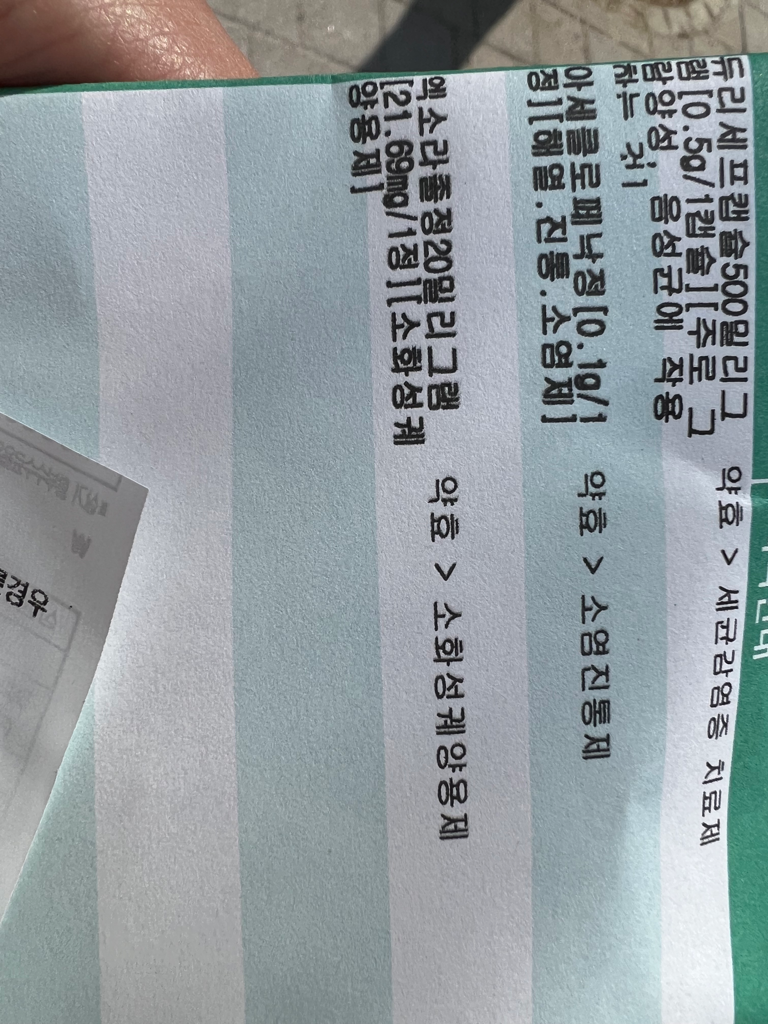 두리세프캡슐500밀리그
램[0.5g/1캡슐][주로 그
람양성 음성균에 작용
하는 것]
약효 > 세균감염증 치료제
아세클로페낙정[0.1g/1
정][해열.진통.소염제]
약효 > 소염진통제
엑소라졸정20밀리그램
[21.69mg/1정][소화성궤
양용제]
약효 > 소화성궤양용제
경우